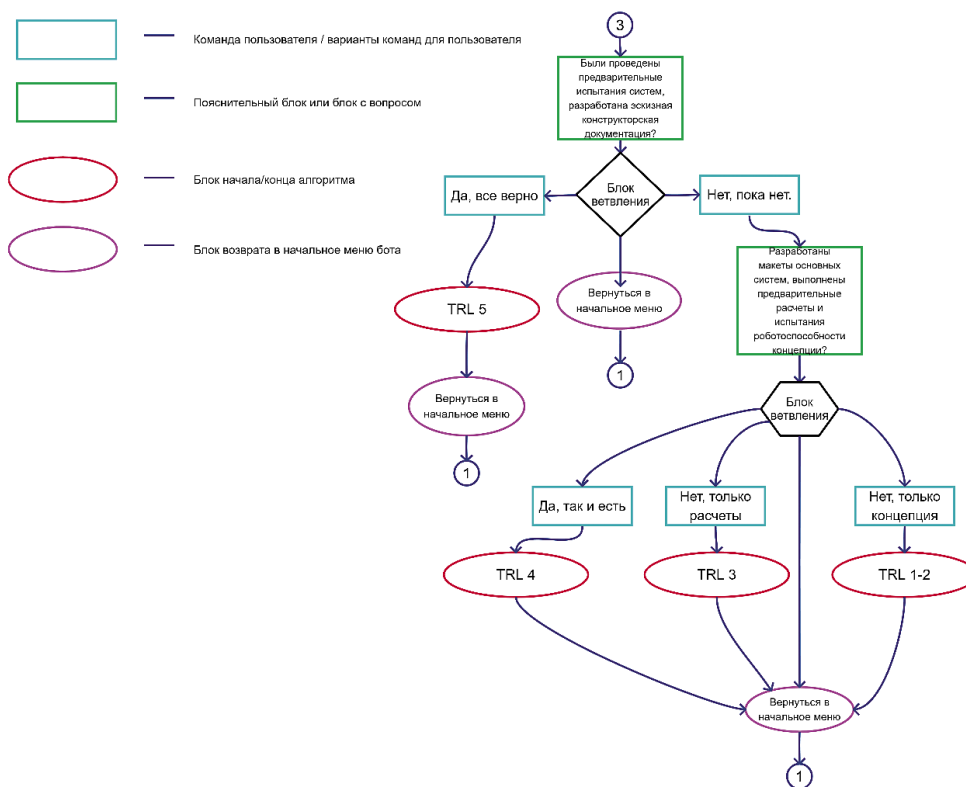 Команда пользователя / варианты команд для пользователя
Пояснительный блок или блок с вопросом
Блок начала/конца алгоритма
Блок возврата в начальное меню бота
3
Были проведены
предварительные
испытания систем,
разработана эскизная
конструкторская
документация?
Да, все верно
Блок
ветвления
Нет, пока нет.
TRL 5
Вернуться в
начальное меню
Разработаны
макеты основных
систем, выполнены
предварительные
расчеты и
испытания
роботоспособности
концепции?
1
Вернуться в
начальное меню
1
Блок
ветвления
Да, так и есть
Нет, только
расчеты
Нет, только
концепция
TRL 4
TRL 3
TRL 1-2
Вернуться в
начальное меню
1